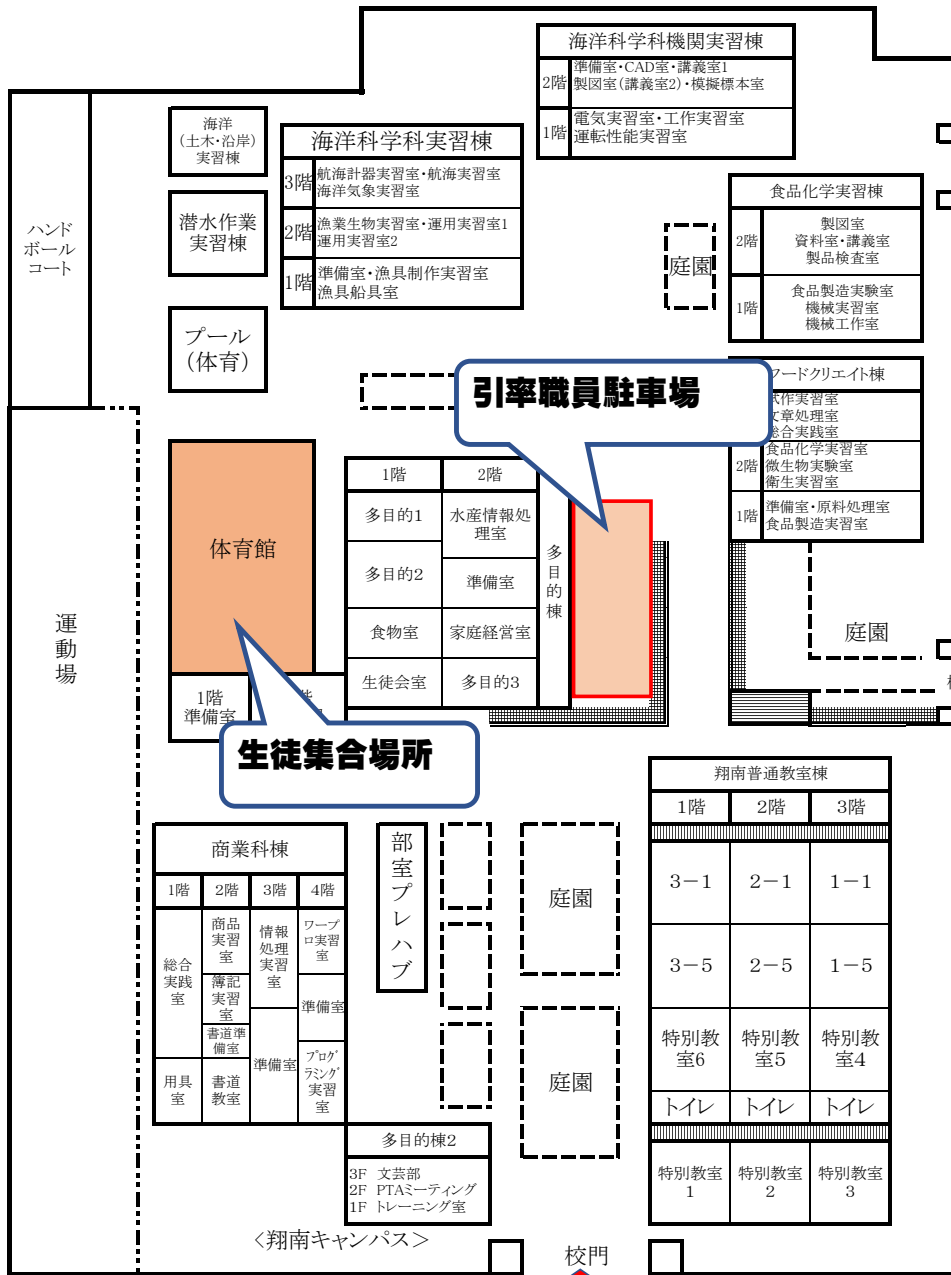 海洋科学科機関実習棟
2階
準備室・CAD室・講義室1
製図室(講義室2)・模擬標本室
1階
電気実習室・工作実習室
運転性能実習室
海洋
(土木・沿岸)
実習棟
海洋科学科実習棟
3階
航海計器実習室・航海実習室
海洋気象実習室
2階
漁業生物実習室・運用実習室1
運用実習室2
1階
準備室・漁具制作実習室
漁具船具室
潜水作業
実習棟
ハンド
ボール
コート
プール
(体育)
食品化学実習棟
2階
製図室
資料室・講義室
製品検査室
1階
食品製造実験室
機械実習室
機械工作室
庭園
引率職員駐車場
フードクリエイト棟
試作実習室
文章処理室
総合実践室
2階
食品化学実習室
微生物実験室
衛生実習室
1階
準備室・原料処理室
食品製造実習室
体育館
1階
2階
多目的1
水産情報処
理室
多目的2
準備室
食物室
家庭経営室
生徒会室
多目的3
多目的棟
庭園
運動場
1階
準備室
階
生徒集合場所
翔南普通教室棟
1階
2階
3階
3-1
2-1
1-1
3-5
2-5
1-5
特別教
室6
特別教
室5
特別教
室4
トイレ
トイレ
トイレ
特別教室
1
特別教室
2
特別教室
3
商業科棟
1階
2階
3階
4階
総合
実践
室
用具
室
商品
実習
室
簿記
実習
室
書道準
備室
書道
教室
情報
処理
実習
室
準備室
ワープ
ロ実習
室
準備室
プログ
ラミング
実習
室
部室プレハブ
庭園
庭園
多目的棟2
3F 文芸部
2F PTAミーティング
1F トレーニング室
<翔南キャンパス>
校門